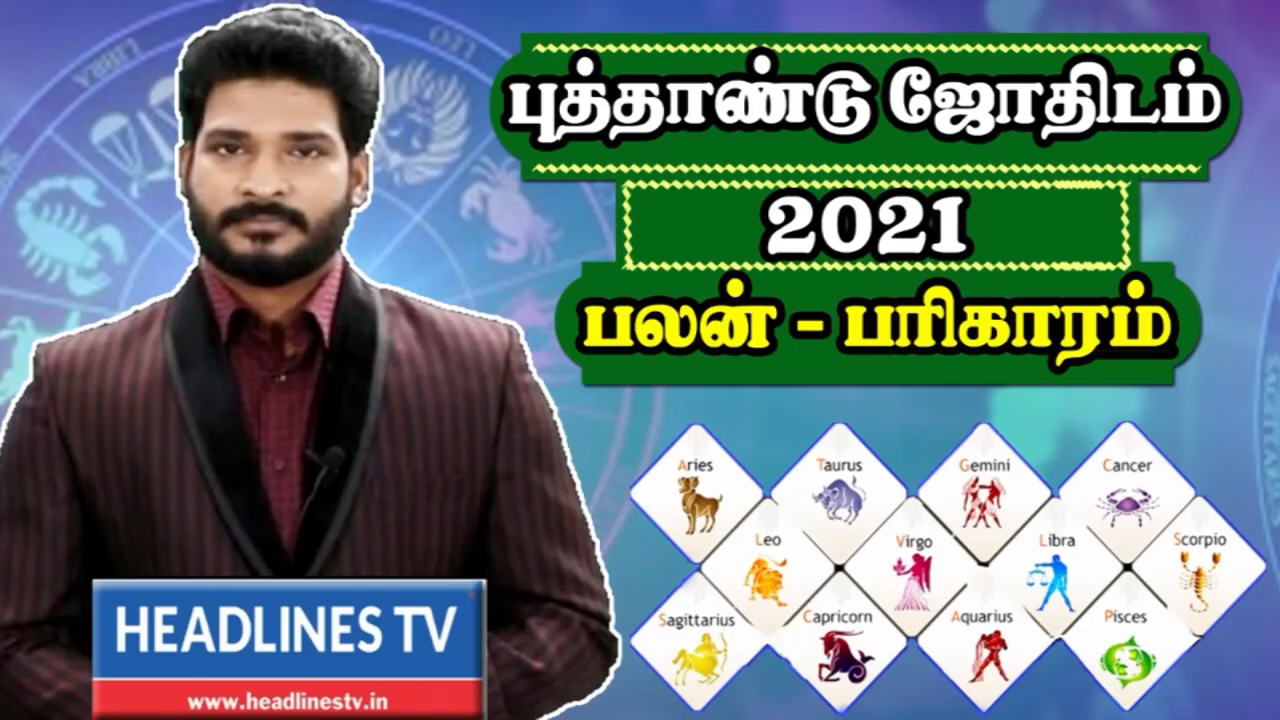 புத்தாண்டு ஜோதிடம்
2021
பலன் - பரிகாரம்
Aries
Taurus
Gemini
Cancer
Leo
Virgo
Libra
Scorpio
Sagittarius
Capricorn
Aquarius
Pisces
HEADLINES TV
www.headlinestv.in